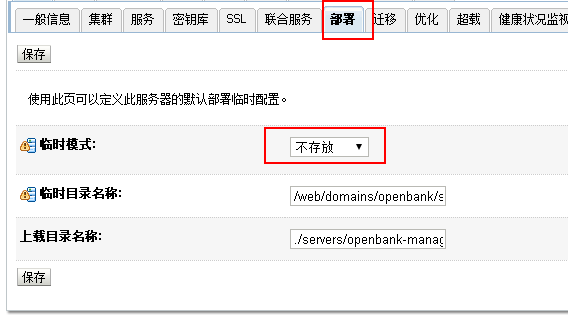 一般信息 集群 服务 密钥库 SSL 联合服务 部署 迁移 优化 超载 健康状况监视
保存
使用此页可以定义此服务器的默认部署临时配置。
临时模式: 不存放
临时目录名称: /web/domains/openbank/s
上载目录名称: ./servers/openbank-manag
保存